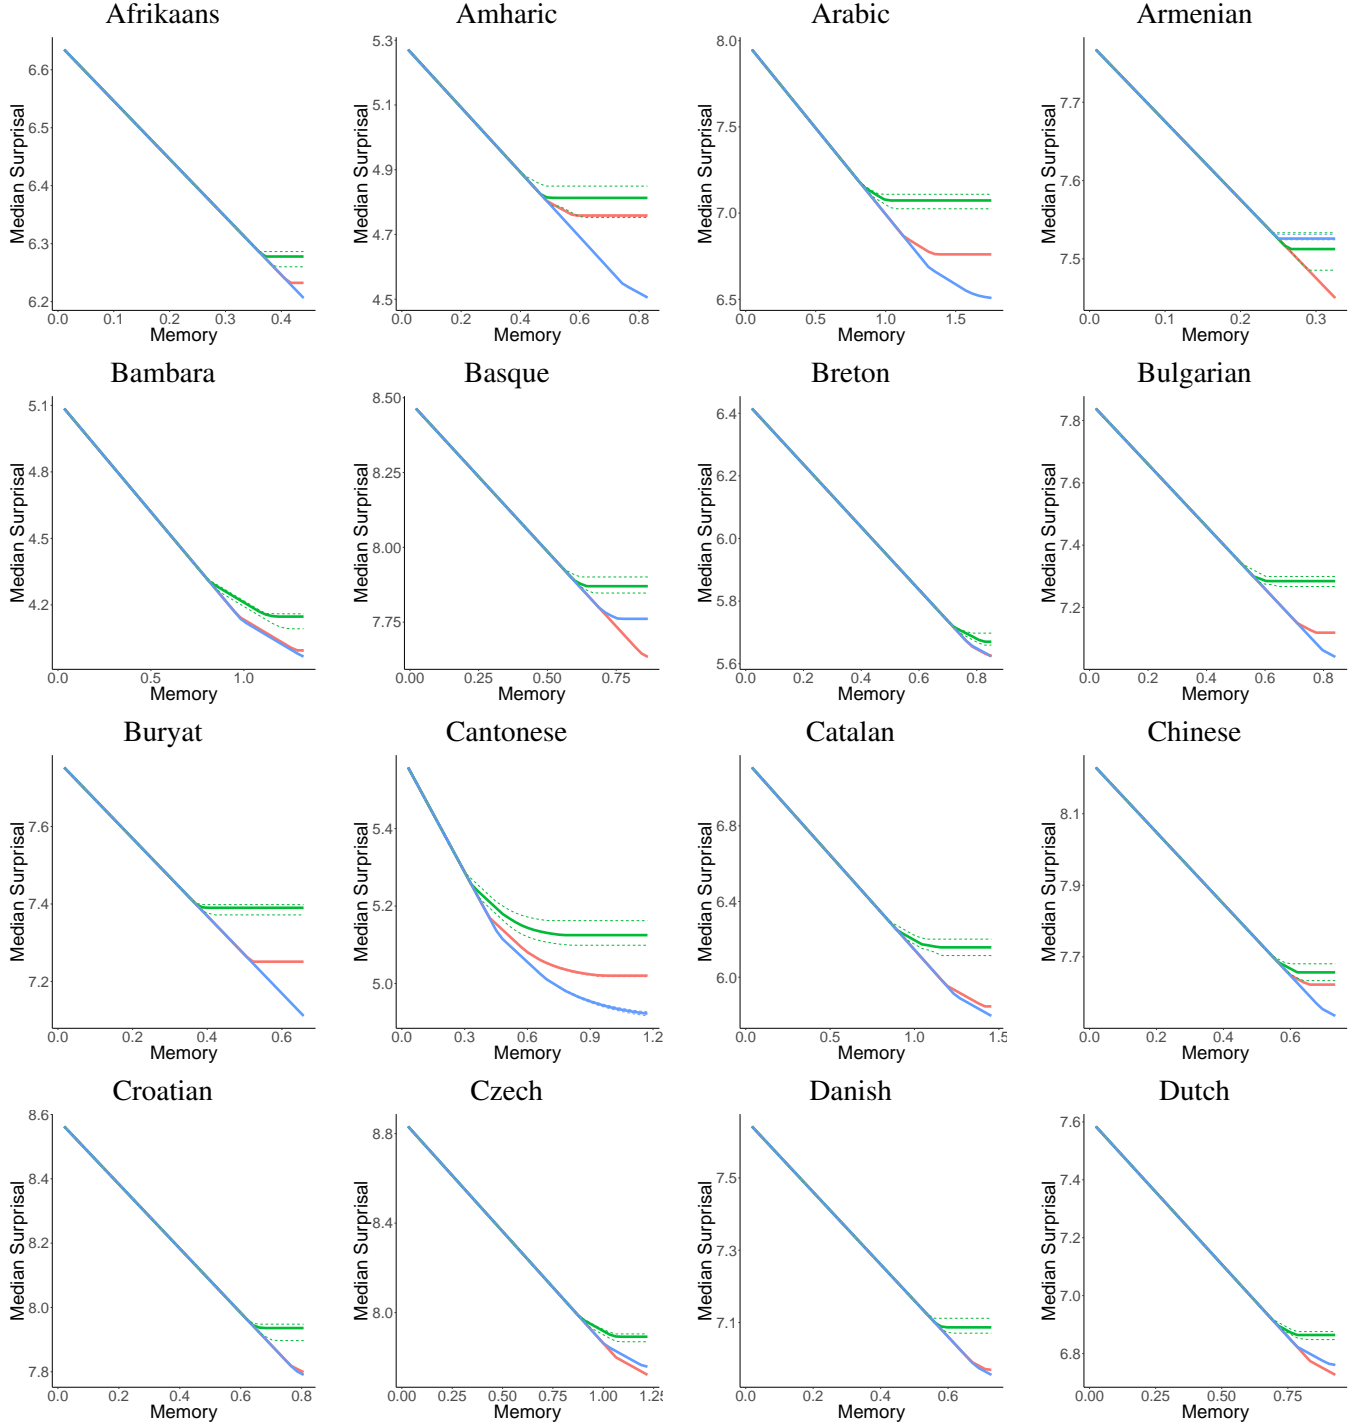 Afrikaans Amharic Arabic Armenian
Median Surprisal
6.6
6.5
6.4
6.3
6.2
0.0 0.1 0.2 0.3 0.4
Memory
Median Surprisal
5.3
5.1
4.9
4.7
4.5
0.0 0.2 0.4 0.6 0.8
Memory
Median Surprisal
8.0
7.5
7.0
6.5
0.0 0.5 1.0 1.5
Memory
Median Surprisal
7.7
7.6
7.5
0.0 0.1 0.2 0.3
Memory
Bambara Basque Breton Bulgarian
Median Surprisal
5.1
4.8
4.5
4.2
0.0 0.5 1.0
Memory
Median Surprisal
8.50
8.25
8.00
7.75
0.00 0.25 0.50 0.75
Memory
Median Surprisal
6.4
6.2
6.0
5.8
5.6
0.0 0.2 0.4 0.6 0.8
Memory
Median Surprisal
7.8
7.6
7.4
7.2
0.0 0.2 0.4 0.6 0.8
Memory
Buryat Cantonese Catalan Chinese
Median Surprisal
7.6
7.4
7.2
0.0 0.2 0.4 0.6
Memory
Median Surprisal
5.4
5.2
5.0
0.0 0.3 0.6 0.9 1.2
Memory
Median Surprisal
6.8
6.4
6.0
0.0 0.5 1.0 1.5
Memory
Median Surprisal
8.1
7.9
7.7
0.0 0.2 0.4 0.6
Memory
Croatian Czech Danish Dutch
Median Surprisal
8.6
8.4
8.2
8.0
7.8
0.0 0.2 0.4 0.6 0.8
Memory
Median Surprisal
8.8
8.4
8.0
0.00 0.25 0.50 0.75 1.00 1.25
Memory
Median Surprisal
7.5
7.3
7.1
0.0 0.2 0.4 0.6
Memory
Median Surprisal
7.6
7.4
7.2
7.0
6.8
0.00 0.25 0.50 0.75
Memory